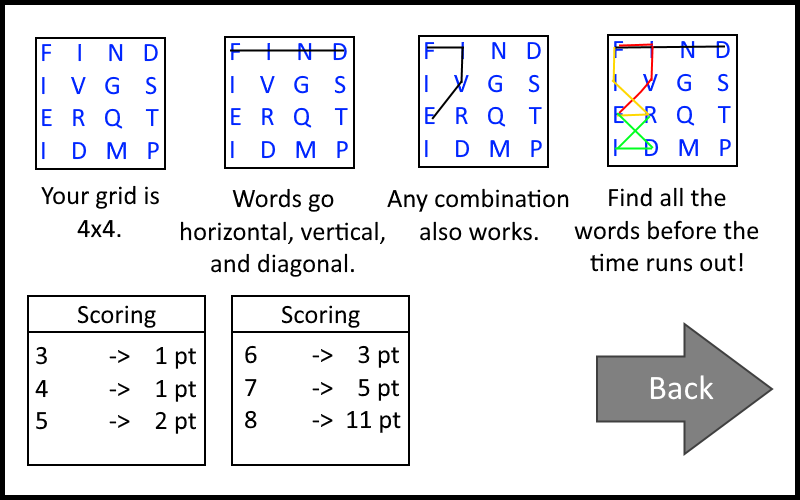 F I N D
I V G S
E R Q T
I D M P
Your grid is
4x4.
F I N D
I V G S
E R Q T
I D M P
Words go
horizontal, vertical,
and diagonal.
F I N D
I V G S
E R Q T
I D M P
Any combination
also works.
F I N D
I V G S
E R Q T
I D M P
Find all the
words before the
time runs out!
Scoring
3 -> 1 pt
4 -> 1 pt
5 -> 2 pt
Scoring
6 -> 3 pt
7 -> 5 pt
8 -> 11 pt
Back